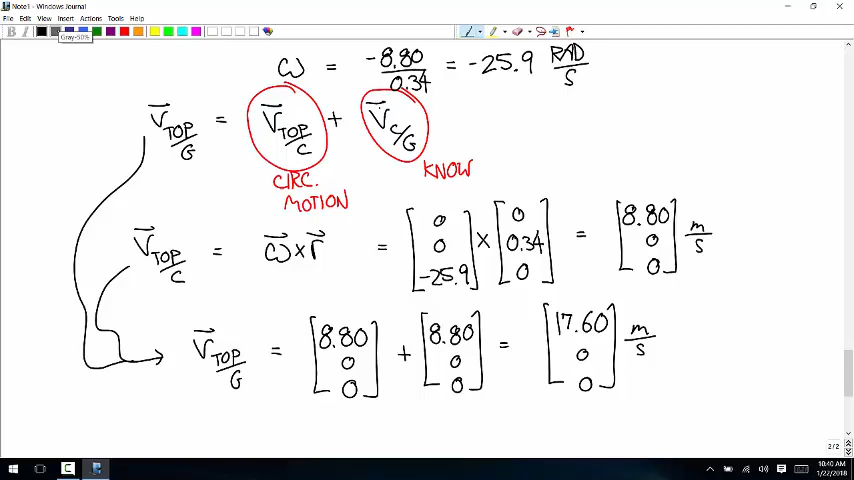 Note1 - Windows Journal
File Edit View Insert Actions Tools Help
B I
Gray-50%
ω = -8.80 / 0.34 = -25.9 RAD / S
V TOP/G = V TOP/C + V C/G
CIRC. MOTION
KNOW
V TOP/C = ω × r = [0 0 -25.9] × [0 0.34 0] = [8.80 0 0] m/s
V TOP/G = [8.80 0 0] + [8.80 0 0] = [17.60 0 0] m/s
2/2
10:40 AM
1/22/2018